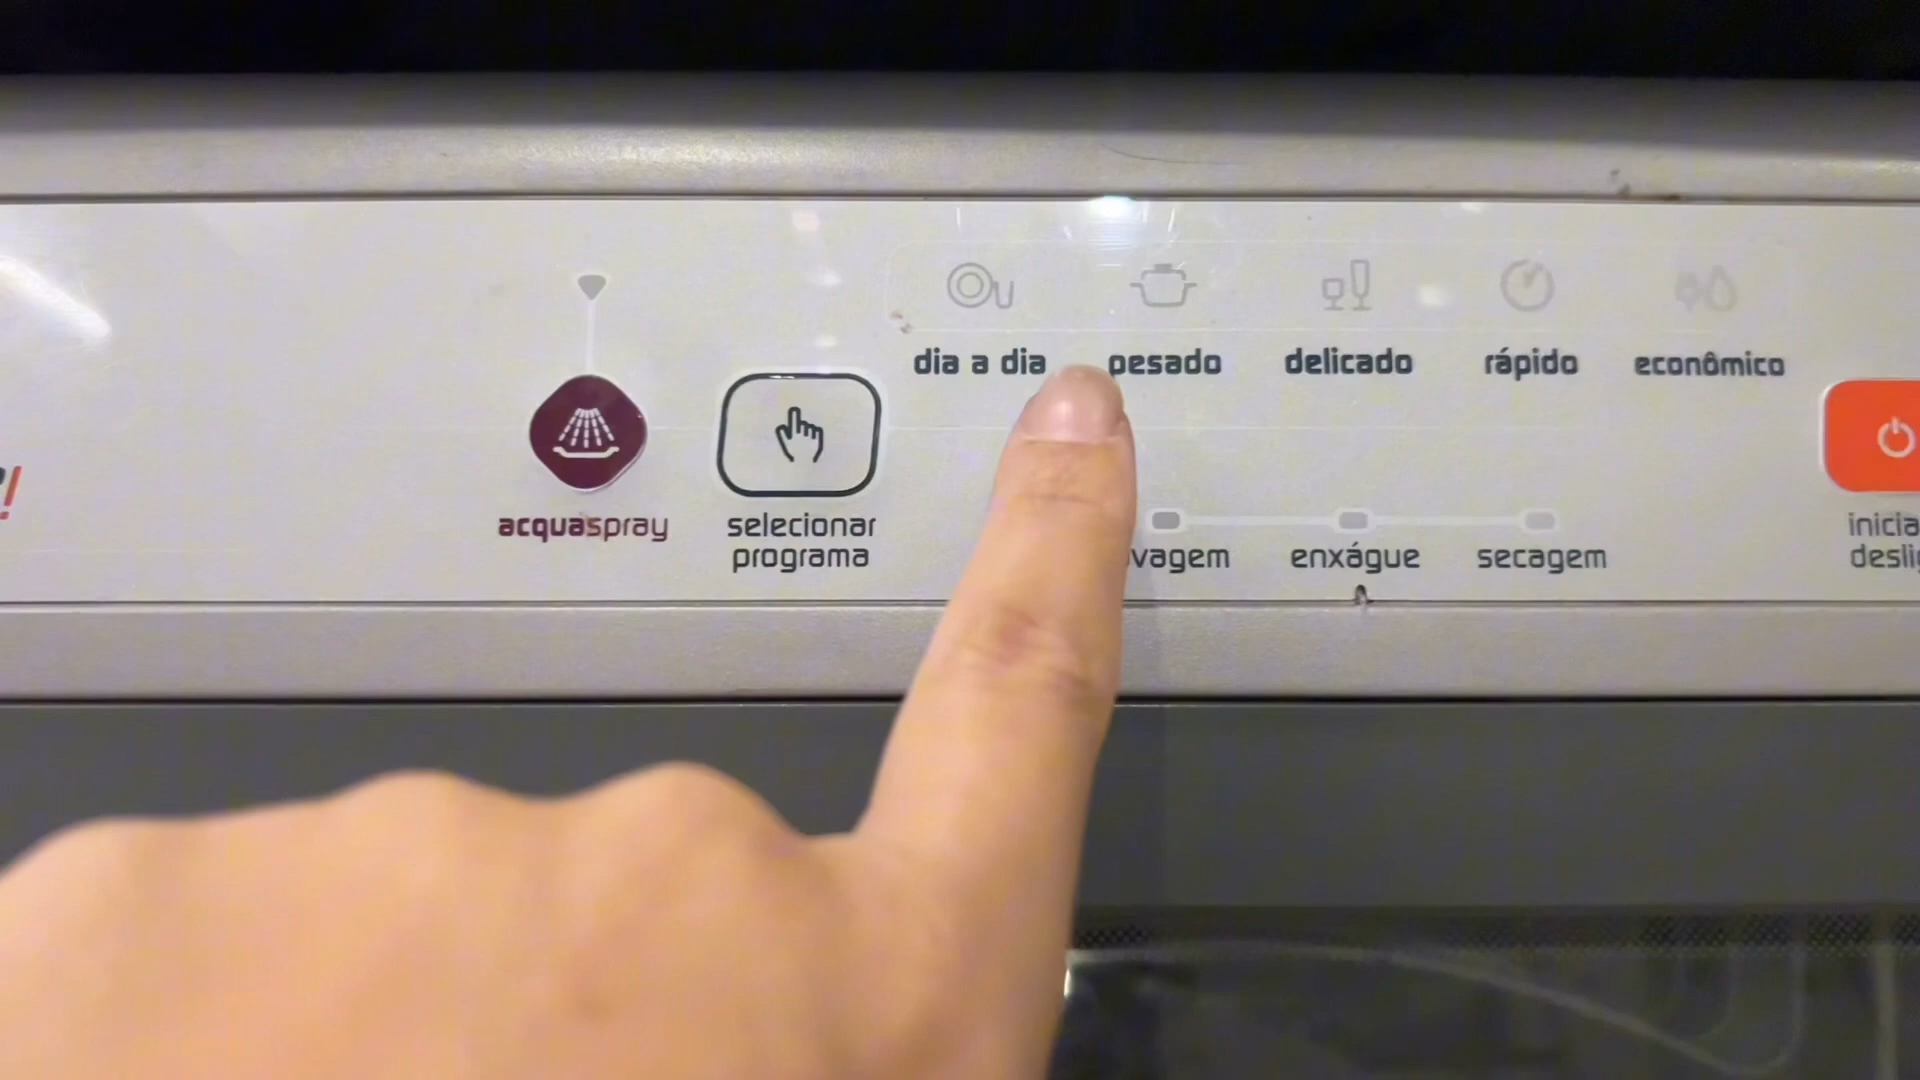 dia a dia pesado delicado rápido econômico
acquaspray
selecionar
programa
vagem enxágue secagem
inicia
deslig